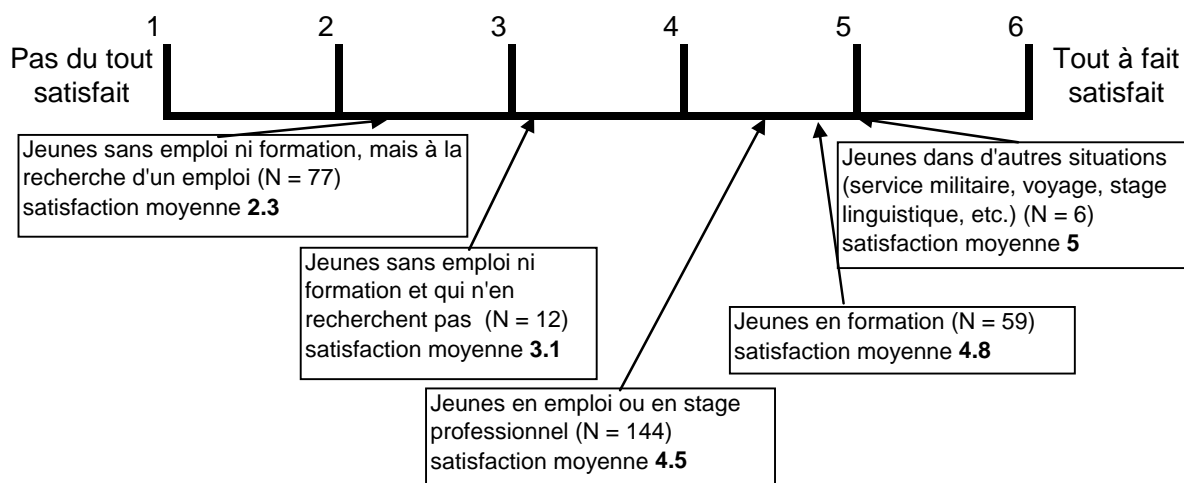 1 2 3 4 5 6
Pas du tout
satisfait
Tout à fait
satisfait
Jeunes sans emploi ni formation, mais à la
recherche d'un emploi (N = 77)
satisfaction moyenne 2.3
Jeunes dans d'autres situations
(service militaire, voyage, stage
linguistique, etc.) (N = 6)
satisfaction moyenne 5
Jeunes sans emploi ni
formation et qui n'en
recherchent pas (N = 12)
satisfaction moyenne 3.1
Jeunes en formation (N = 59)
satisfaction moyenne 4.8
Jeunes en emploi ou en stage
professionnel (N = 144)
satisfaction moyenne 4.5